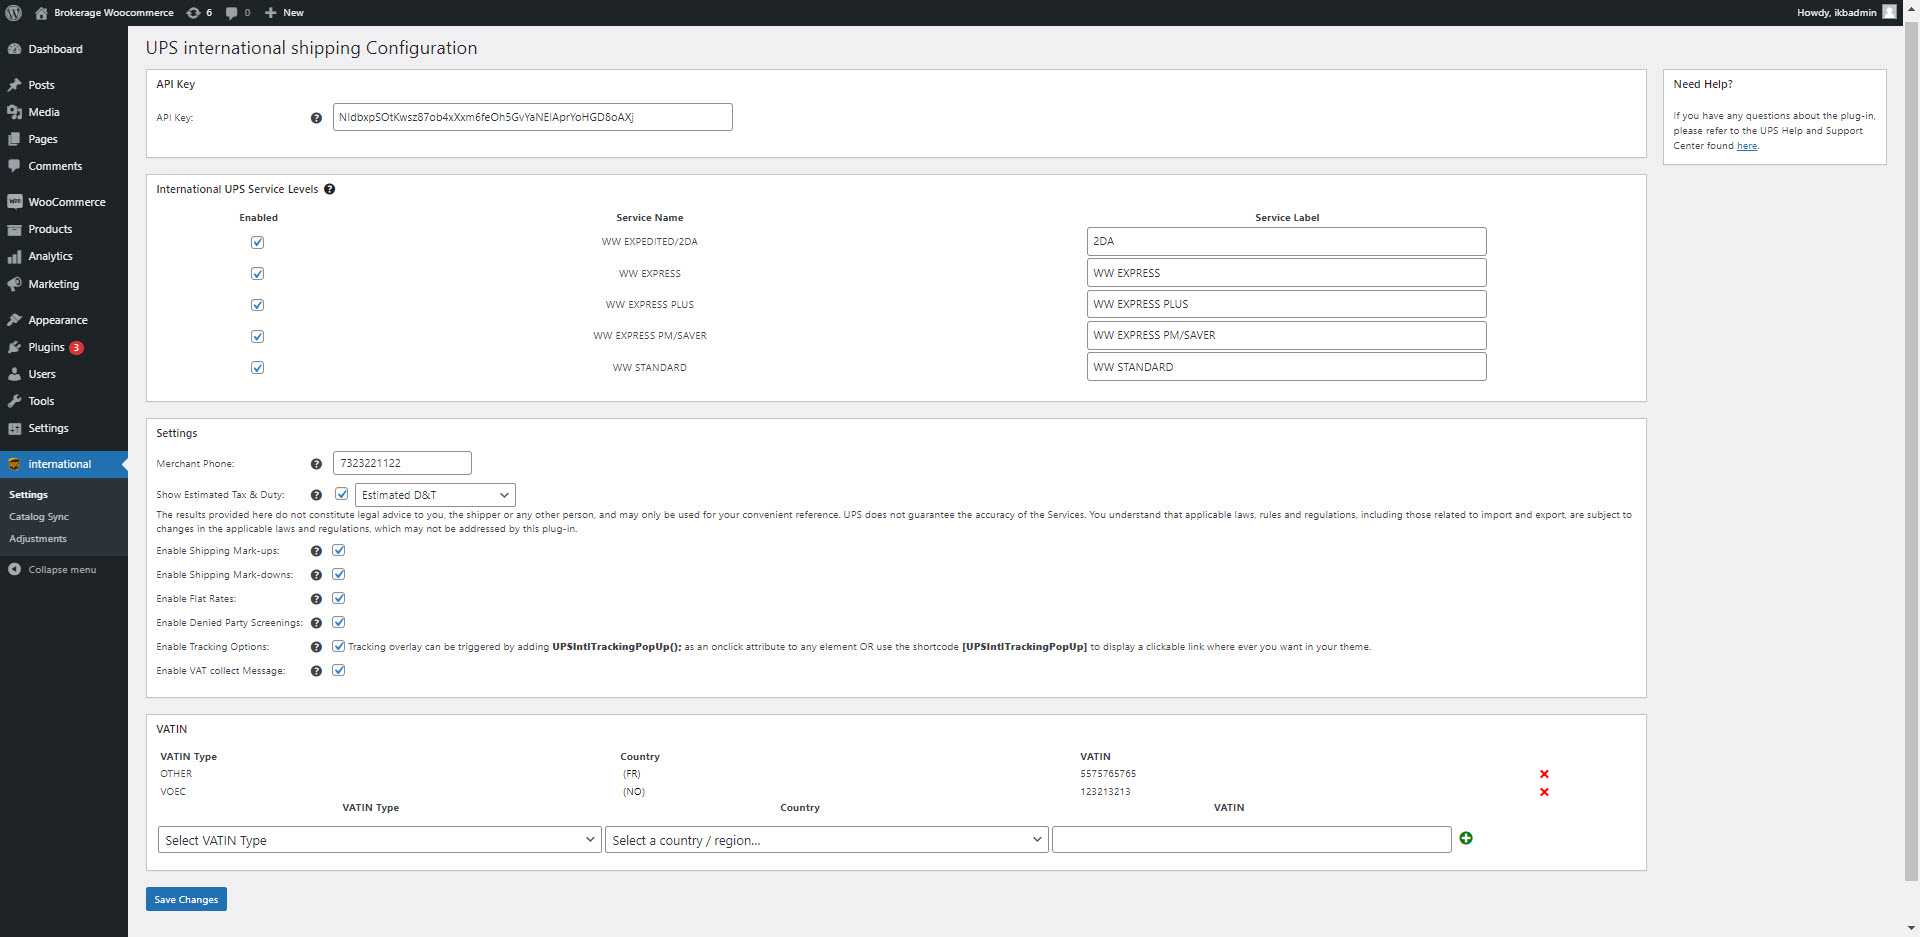 Brokerage Woocommerce
6
0
New
Howdy, ikbadmin
Dashboard
Posts
Media
Pages
Comments
WooCommerce
Products
Analytics
Marketing
Appearance
Plugins 3
Users
Tools
Settings
international
Settings
Catalog Sync
Adjustments
Collapse menu
UPS international shipping Configuration
API Key
API Key:
NIdbxpSOtKwsz87ob4xXxm6feOh5GvYaNEIAprYoHGD8oAXj
International UPS Service Levels
Enabled Service Name Service Label
WW EXPEDITED/2DA 2DA
WW EXPRESS WW EXPRESS
WW EXPRESS PLUS WW EXPRESS PLUS
WW EXPRESS PM/SAVER WW EXPRESS PM/SAVER
WW STANDARD WW STANDARD
Settings
Merchant Phone: 7323221122
Show Estimated Tax & Duty: Estimated D&T
The results provided here do not constitute legal advice to you, the shipper or any other person, and may only be used for your convenient reference. UPS does not guarantee the accuracy of the Services. You understand that applicable laws, rules and regulations, including those related to import and export, are subject to
changes in the applicable laws and regulations, which may not be addressed by this plug-in.
Enable Shipping Mark-ups:
Enable Shipping Mark-downs:
Enable Flat Rates:
Enable Denied Party Screenings:
Enable Tracking Options: Tracking overlay can be triggered by adding UPSIntlTrackingPopUp(); as an onclick attribute to any element OR use the shortcode [UPSIntlTrackingPopUp] to display a clickable link where ever you want in your theme.
Enable VAT collect Message:
VATIN
VATIN Type Country VATIN
OTHER (FR) 5575765765
VOEC (NO) 123213213
VATIN Type Country VATIN
Select VATIN Type Select a country / region...
Save Changes
Need Help?
If you have any questions about the plug-in,
please refer to the UPS Help and Support
Center found here.